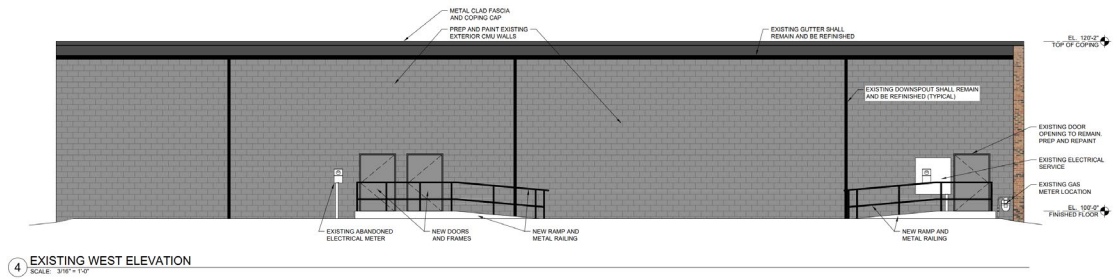 METAL CLAD FASCIA
AND COPING CAP
PREP AND PAINT EXISTING
EXTERIOR CMU WALLS
EXISTING GUTTER SHALL
REMAIN AND BE REFINISHED
EL. 120'-2"
TOP OF COPING
EXISTING DOWNSPOUT SHALL REMAIN
AND BE REFINISHED (TYPICAL)
EXISTING DOOR
OPENING TO REMAIN.
PREP AND REPAINT
EXISTING ELECTRICAL
SERVICE
EXISTING GAS
METER LOCATION
EL. 100'-0"
FINISHED FLOOR
EXISTING ABANDONED
ELECTRICAL METER
NEW DOORS
AND FRAMES
NEW RAMP AND
METAL RAILING
NEW RAMP AND
METAL RAILING
4
EXISTING WEST ELEVATION
SCALE: 3/16" = 1'-0"